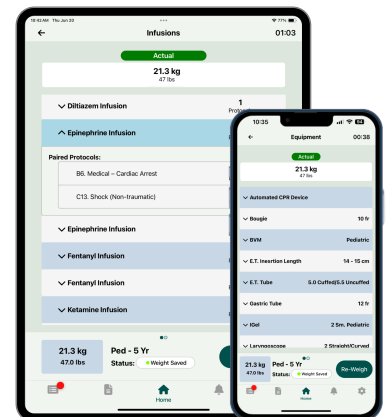 10:43 AM Thu Jun 20
77%
Infusions
01:03
Actual
21.3 kg
47 lbs
Diltiazem Infusion
1
Epinephrine Infusion
Paired Protocols:
B6. Medical – Cardiac Arrest
C13. Shock (Non-traumatic)
Epinephrine Infusion
Fentanyl Infusion
Fentanyl Infusion
Ketamine Infusion
21.3 kg
47.0 lbs
Ped - 5 Yr
Status:
Weight Saved
Home
10:35
Equipment
00:38
Actual
21.3 kg
47 lbs
Automated CPR Device
Bougie
10 fr
BVM
Pediatric
E.T. Insertion Length
14 - 15 cm
E.T. Tube
5.0 Cuffed/5.5 Uncuffed
Gastric Tube
12 fr
IGel
2 Sm. Pediatric
Laryngoscope
2 Straight/Curved
21.3 kg
47.0 lbs
Ped - 5 Yr
Status:
Weight Saved
Re-Weigh
Home